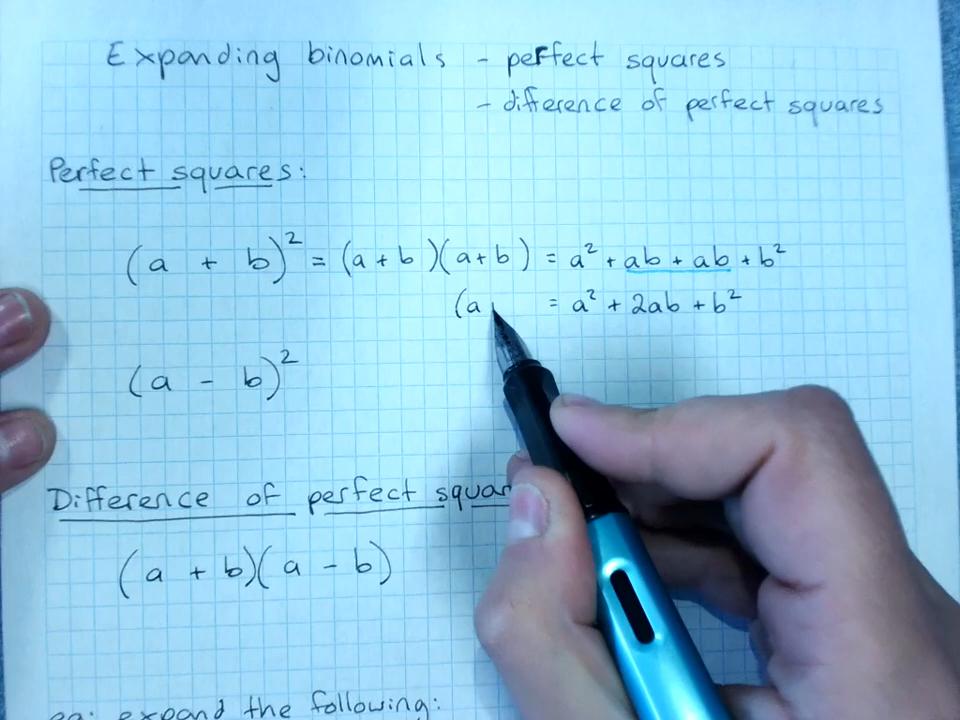 Expanding binomials - perfect squares
- difference of perfect squares
Perfect squares:
(a + b)² = (a + b)(a + b) = a² + ab + ab + b²
(a = a² + 2ab + b²
(a - b)²
Difference of perfect squar
(a + b)(a - b)
eg: expand the following: